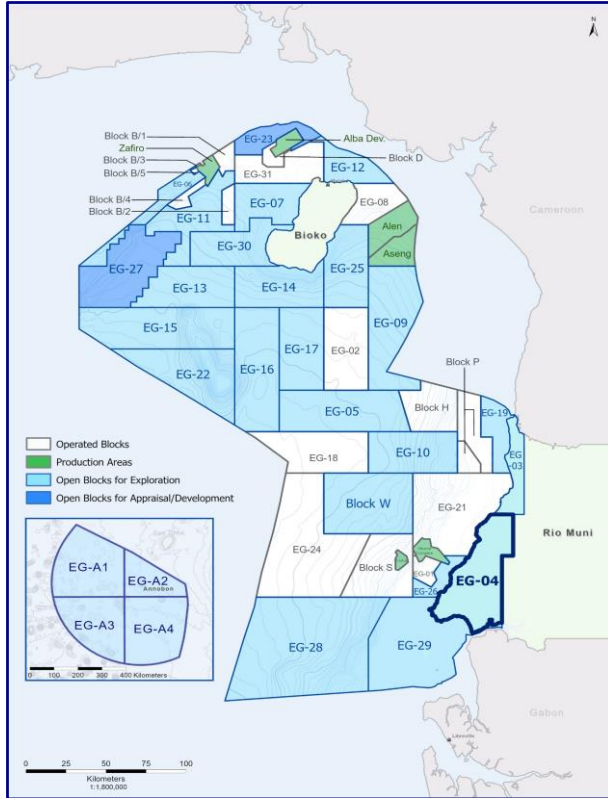 N
Block B/1
Zafiro
Block B/3
Block B/5
EG-06
Block B/4
Block B/2
EG-23
Alba Dev.
Block D
EG-31
EG-12
EG-11
EG-07
EG-08
Cameroon
Bioko
Alen
Aseng
EG-30
EG-25
EG-27
EG-13
EG-14
EG-15
EG-09
EG-17
EG-02
EG-16
EG-22
Block P
EG-05
Block H
EG-19
Operated Blocks
Production Areas
Open Blocks for Exploration
Open Blocks for Appraisal/Development
EG-18
EG-10
EG
-03
Block W
EG-21
Rio Muni
EG-24
Block S
EG-01
EG-04
EG-26
EG-A1
EG-A2
Annobon
EG-A3
EG-A4
0 100 200 300 400 Kilometers
EG-28
EG-29
Gabon
Libreville
0 25 50 75 100
Kilometers
1:1,800,000